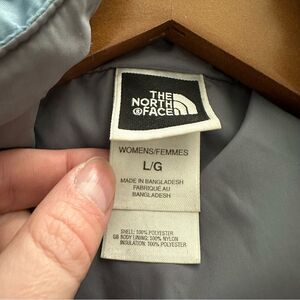 THE
NORTH
FACE
WOMENS/FEMMES
L/G
MADE IN BANGLADESH
FABRIQUÉ AU
BANGLADESH
SHELL: 100% POLYESTER
GB BODY LINING: 100% NYLON
INSULATION: 100% POLYESTER